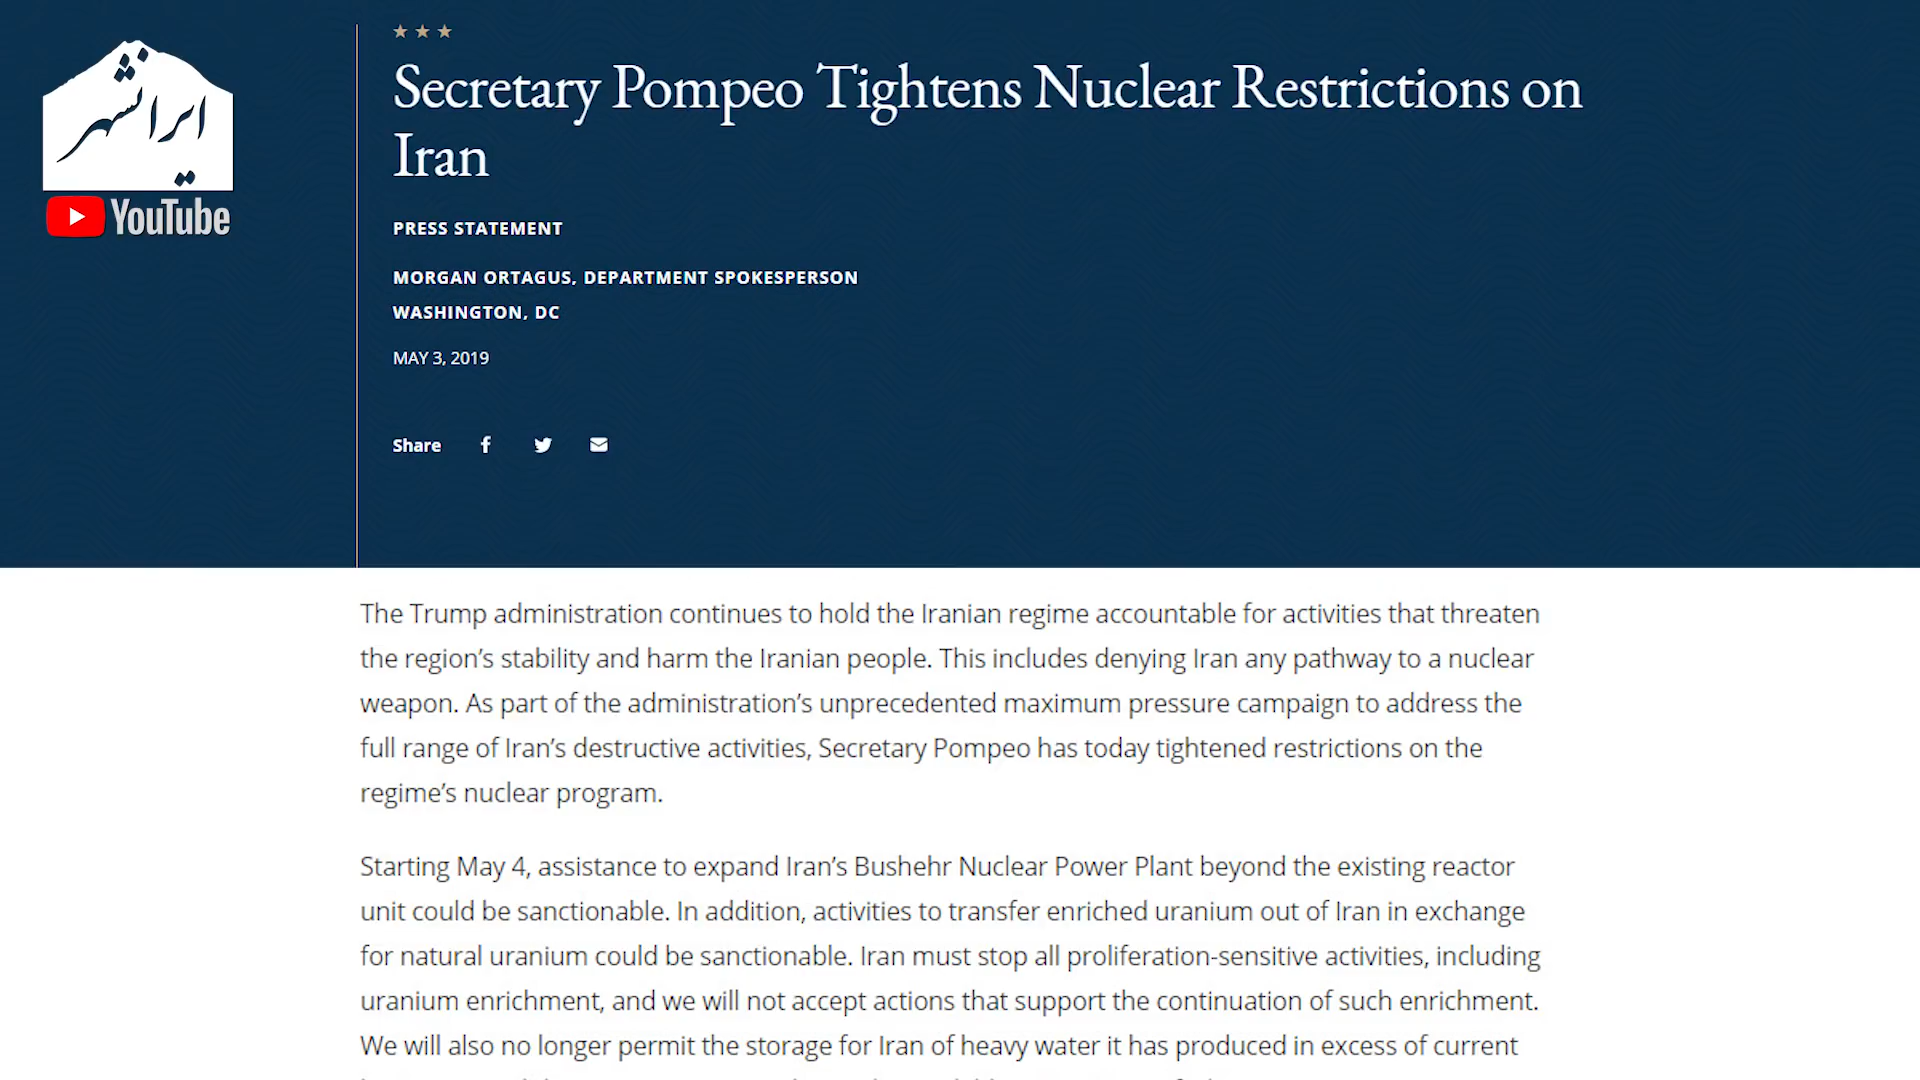 ایرانشهر
YouTube
Secretary Pompeo Tightens Nuclear Restrictions on
Iran
PRESS STATEMENT
MORGAN ORTAGUS, DEPARTMENT SPOKESPERSON
WASHINGTON, DC
MAY 3, 2019
Share
The Trump administration continues to hold the Iranian regime accountable for activities that threaten
the region’s stability and harm the Iranian people. This includes denying Iran any pathway to a nuclear
weapon. As part of the administration’s unprecedented maximum pressure campaign to address the
full range of Iran’s destructive activities, Secretary Pompeo has today tightened restrictions on the
regime’s nuclear program.
Starting May 4, assistance to expand Iran’s Bushehr Nuclear Power Plant beyond the existing reactor
unit could be sanctionable. In addition, activities to transfer enriched uranium out of Iran in exchange
for natural uranium could be sanctionable. Iran must stop all proliferation-sensitive activities, including
uranium enrichment, and we will not accept actions that support the continuation of such enrichment.
We will also no longer permit the storage for Iran of heavy water it has produced in excess of current